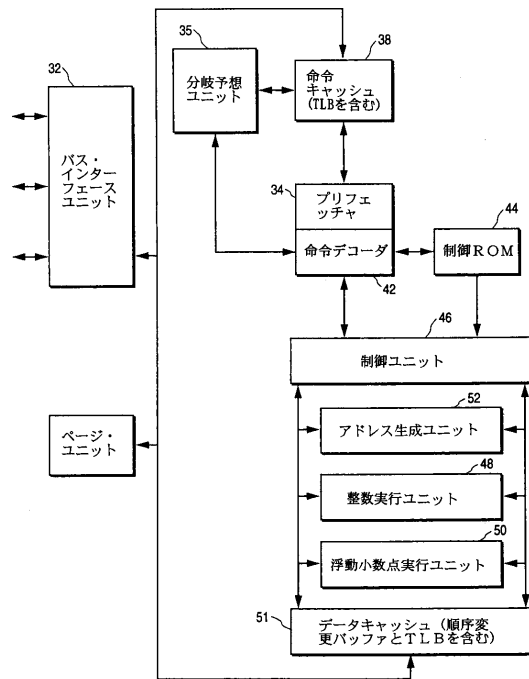 35
38
32
分岐予想
ユニット
命令
キャッシュ
(TLBを含む)
バス・
インター
フェース
ユニット
34
プリフェ
ッチャ
44
命令デコーダ
制御ROM
42
46
制御ユニット
52
アドレス生成ユニット
ページ・
ユニット
48
整数実行ユニット
50
浮動小数点実行ユニット
51
データキャッシュ(順序変
更バッファとTLBを含む)